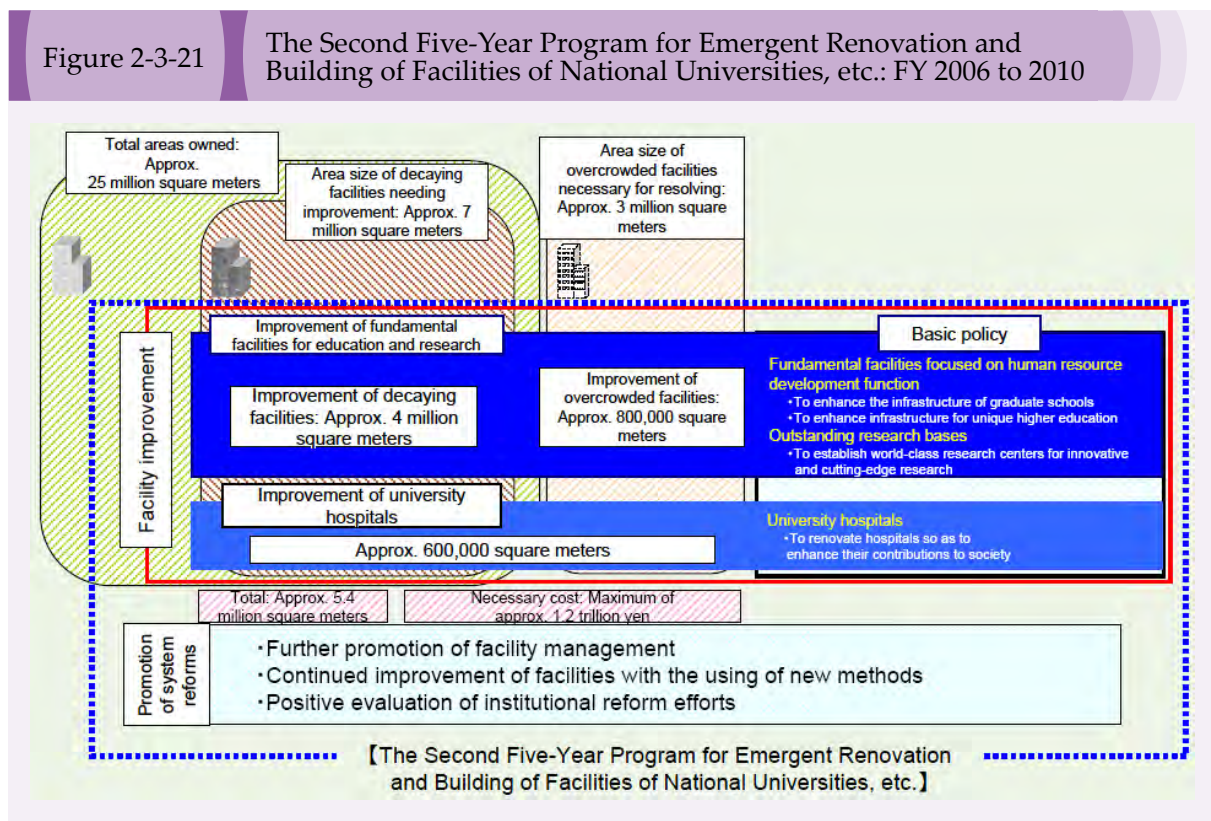 Figure 2-3-21
The Second Five-Year Program for Emergent Renovation and
Building of Facilities of National Universities, etc.: FY 2006 to 2010
Total areas owned:
Approx.
25 million square meters
Area size of decaying
facilities needing
improvement: Approx. 7
million square meters
Area size of
overcrowded facilities
necessary for resolving:
Approx. 3 million square
meters
Facility improvement
Improvement of fundamental
facilities for education and research
Improvement of decaying
facilities: Approx. 4 million
square meters
Improvement of
overcrowded facilities:
Approx. 800,000 square
meters
Basic policy
Fundamental facilities focused on human resource
development function
・To enhance the infrastructure of graduate schools
・To enhance infrastructure for unique higher education
Outstanding research bases
・To establish world-class research centers for innovative
and cutting-edge research
Improvement of university
hospitals
Approx. 600,000 square meters
University hospitals
・To renovate hospitals so as to
enhance their contributions to society
Total: Approx. 5.4
million square meters
Necessary cost: Maximum of
approx. 1.2 trillion yen
Promotion
of system
reforms
・Further promotion of facility management
・Continued improvement of facilities with the using of new methods
・Positive evaluation of institutional reform efforts
【The Second Five-Year Program for Emergent Renovation
and Building of Facilities of National Universities, etc.】